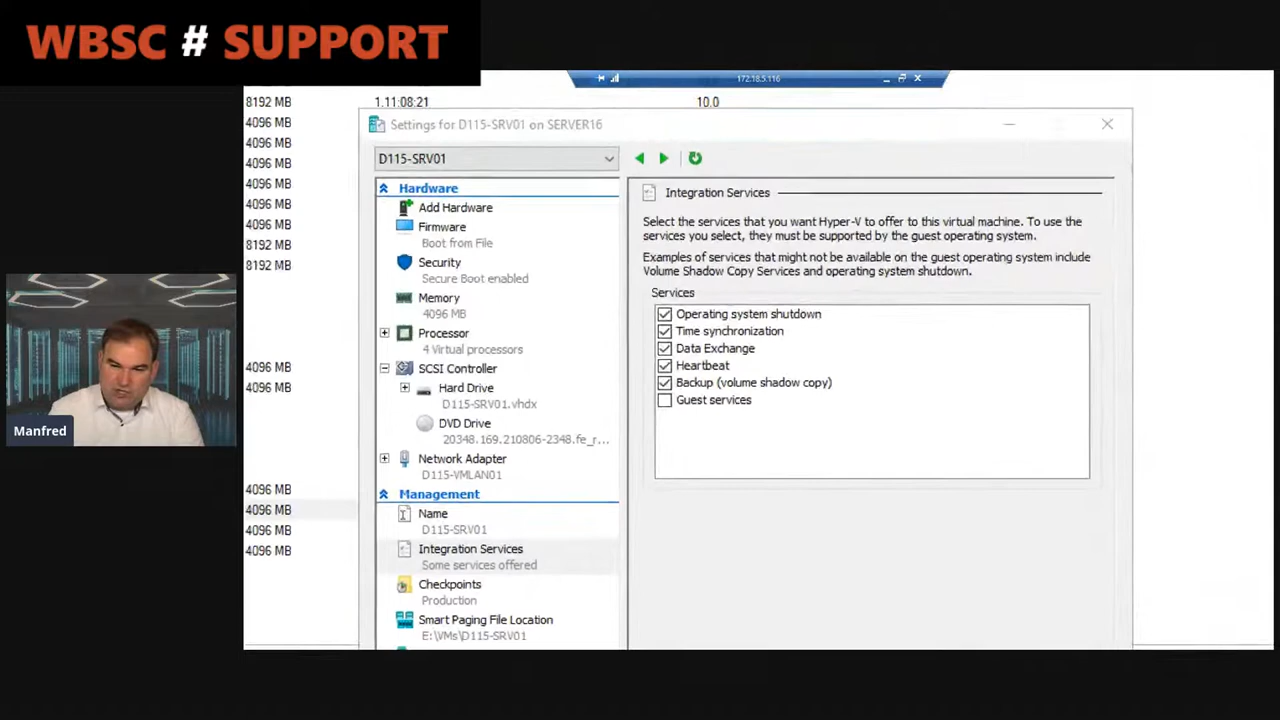 WBSC # SUPPORT
172.18.5.116
8192 MB 1.11:08:21 10.0
4096 MB
4096 MB
4096 MB
4096 MB
4096 MB
4096 MB
8192 MB
8192 MB
4096 MB
4096 MB
4096 MB
4096 MB
4096 MB
4096 MB
Settings for D115-SRV01 on SERVER16
D115-SRV01
Hardware
Add Hardware
Firmware
Boot from File
Security
Secure Boot enabled
Memory
4096 MB
Processor
4 Virtual processors
SCSI Controller
Hard Drive
D115-SRV01.vhdx
DVD Drive
20348.169.210806-2348.fe_r...
Network Adapter
D115-VMLAN01
Management
Name
D115-SRV01
Integration Services
Some services offered
Checkpoints
Production
Smart Paging File Location
E:\VMs\D115-SRV01
Integration Services
Select the services that you want Hyper-V to offer to this virtual machine. To use the
services you select, they must be supported by the guest operating system.
Examples of services that might not be available on the guest operating system include
Volume Shadow Copy Services and operating system shutdown.
Services
Operating system shutdown
Time synchronization
Data Exchange
Heartbeat
Backup (volume shadow copy)
Guest services
Manfred